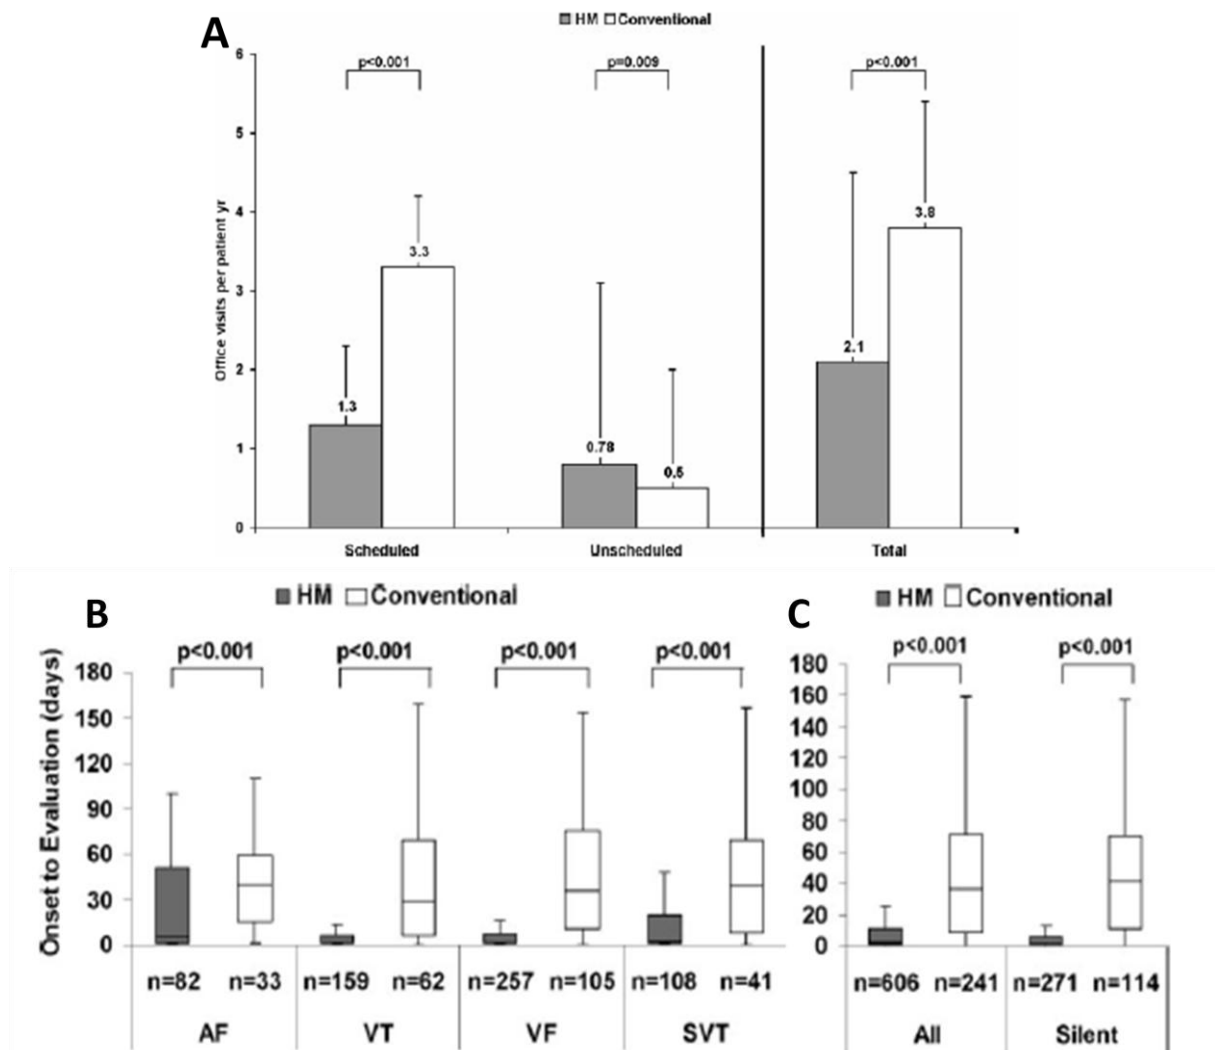 A
HM Conventional
6
5
4
3
2
1
0
Office visits per patient yr
p<0.001
p=0.009
p<0.001
1.3
3.3
0.78
0.5
2.1
3.8
Scheduled Unscheduled Total
B
HM Conventional
Onset to Evaluation (days)
180
150
120
90
60
30
0
p<0.001 p<0.001 p<0.001 p<0.001
n=82 n=33 n=159 n=62 n=257 n=105 n=108 n=41
AF VT VF SVT
C
HM Conventional
180
160
140
120
100
80
60
40
20
0
p<0.001 p<0.001
n=606 n=241 n=271 n=114
All Silent